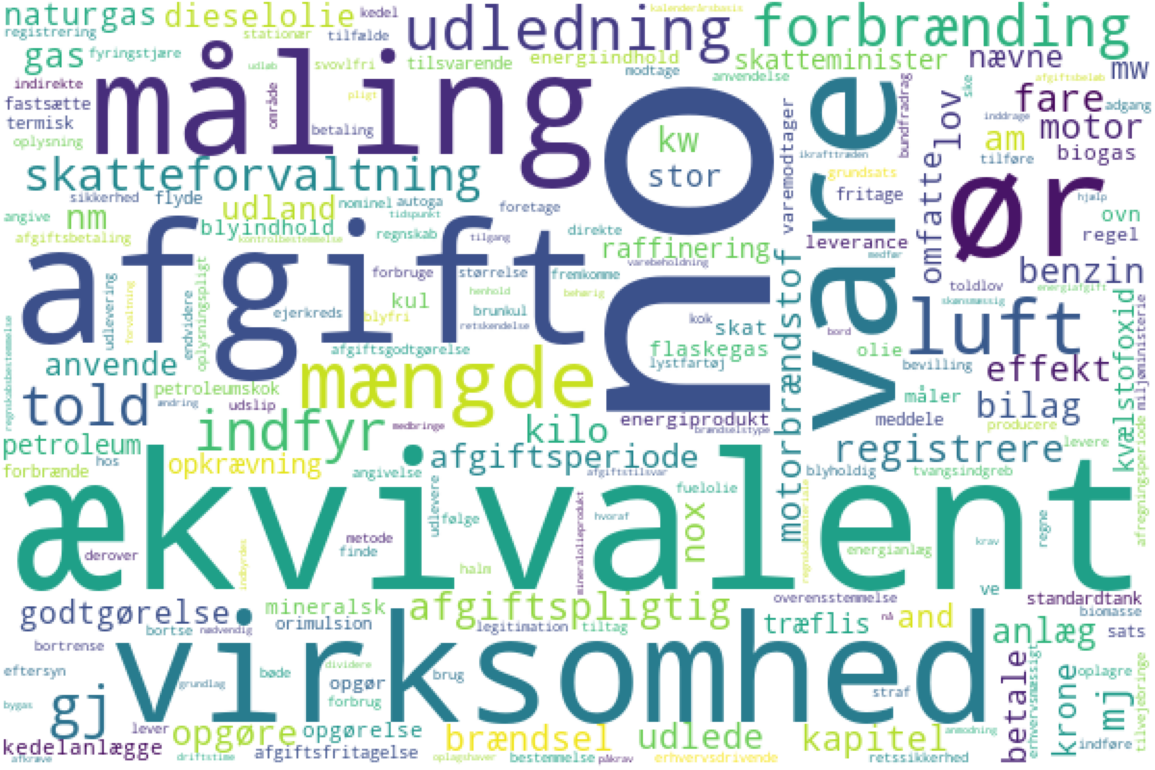 naturgas
dieselolie
kedel
udledning
kalenderårsbasis
forbrænding
registrering
fyringstjære
stationær
tilfælde
gas
udløb
svovlfri
tilsvarende
energiindhold
modtage
skatteminister
nævne
mw
indirekte
måling
område
pligt
no
anvendelse
vare
bundfradrag
ske
afgiftsbeløb
fastsætte
termisk
betaling
kw
lov
fare
adgang
inddrage
motor
oplysning
ikrafttræden
am
tilføre
biogas
skatteforvaltning
stor
varemodtager
grundsats
fritage
omfatte
ør
hjælp
sikkerhed
flyde
nominel
autoga
foretage
angive
nm
udland
tidspunkt
direkte
ovn
afgiftsbetaling
blyindhold
regnskab
tilgang
raffinering
leverance
regel
kontrolbestemmelse
medfør
afgift
forbruge
størrelse
fremkomme
varebeholdning
motorbrændstof
benzin
udlevering
forvaltning
endvidere
oplysningspligt
henhold
behørig
toldlov
energiafgift
ejerkreds
kul
brunkul
kok
skat
skønsmæssig
luft
kvælstofoxid
miljøministerie
regnskabsbestemmelse
blyfri
retskendelse
bord
anvende
afgiftsgodtgørelse
flaskegas
olie
bevilling
effekt
lystfartøj
told
petroleumskok
mængde
måler
bilag
ændring
udslip
energiprodukt
meddele
producere
petroleum
indfyr
medbringe
kilo
brændselstype
registrere
levere
forbrænde
hos
opkrævning
angivelse
afgiftsperiode
afgiftstilsvar
blyholdig
tvangsindgreb
afregningsperiode
ækvivalent
udlevere
fuelolie
regnskabsmateriale
følge
mineralolieprodukt
hvoraf
nox
regne
derover
indbyrdes
metode
finde
energianlæg
krav
halm
ve
godtgørelse
mineralsk
afgiftspligtig
overensstemmelse
standardtank
bortse
nødvendig
orimulsion
legitimation
tiltag
træflis
nå
and
biomasse
anlæg
sats
bortrense
virksomhed
eftersyn
bøde
dividere
brug
betale
erhvervsmæssigt
oplagre
grundlag
opgør
straf
krone
mj
tilvejebringe
bygas
gj
forbrug
lever
opgøre
opgørelse
brændsel
udlede
kapitel
anmodning
indføre
kedelanlægge
oplagshaver
påkrav
afkræve
driftstime
afgiftsfritagelse
bestemmelse
erhvervsdrivende
retssikkerhed